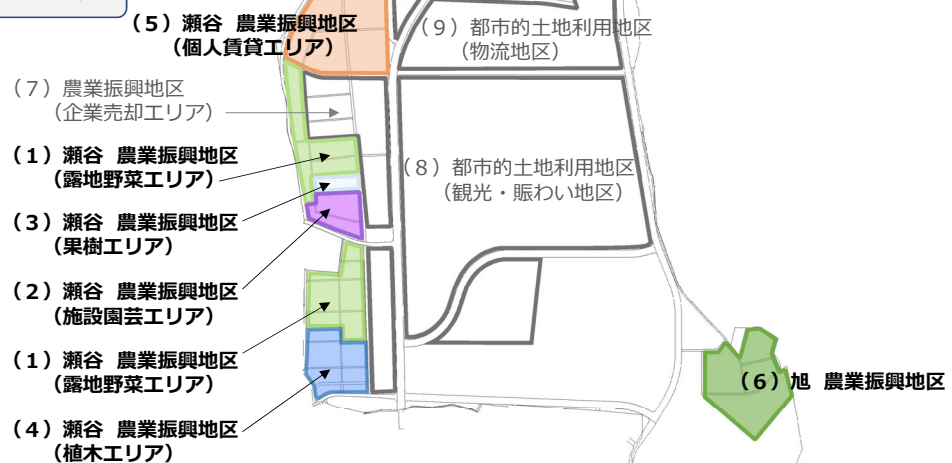 （5）瀬谷 農業振興地区
（個人賃貸エリア）
（9）都市的土地利用地区
（物流地区）
（7）農業振興地区
（企業売却エリア）
（1）瀬谷 農業振興地区
（露地野菜エリア）
（8）都市的土地利用地区
（観光・賑わい地区）
（3）瀬谷 農業振興地区
（果樹エリア）
（2）瀬谷 農業振興地区
（施設園芸エリア）
（1）瀬谷 農業振興地区
（露地野菜エリア）
（6）旭 農業振興地区
（4）瀬谷 農業振興地区
（植木エリア）